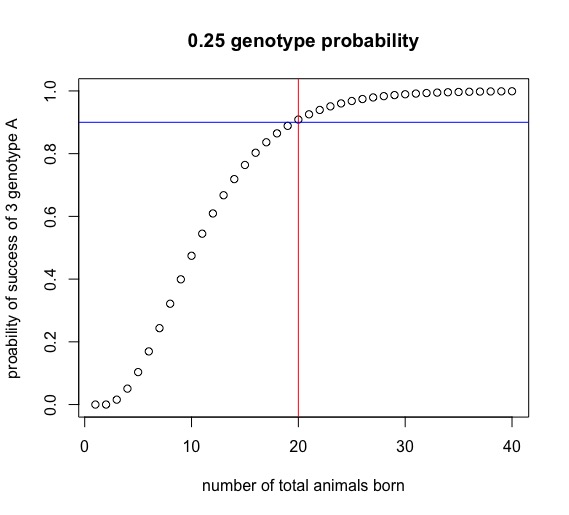 0.25 genotype probability
proability of success of 3 genotype A
1.0
0.8
0.6
0.4
0.2
0.0
0 10 20 30 40
number of total animals born